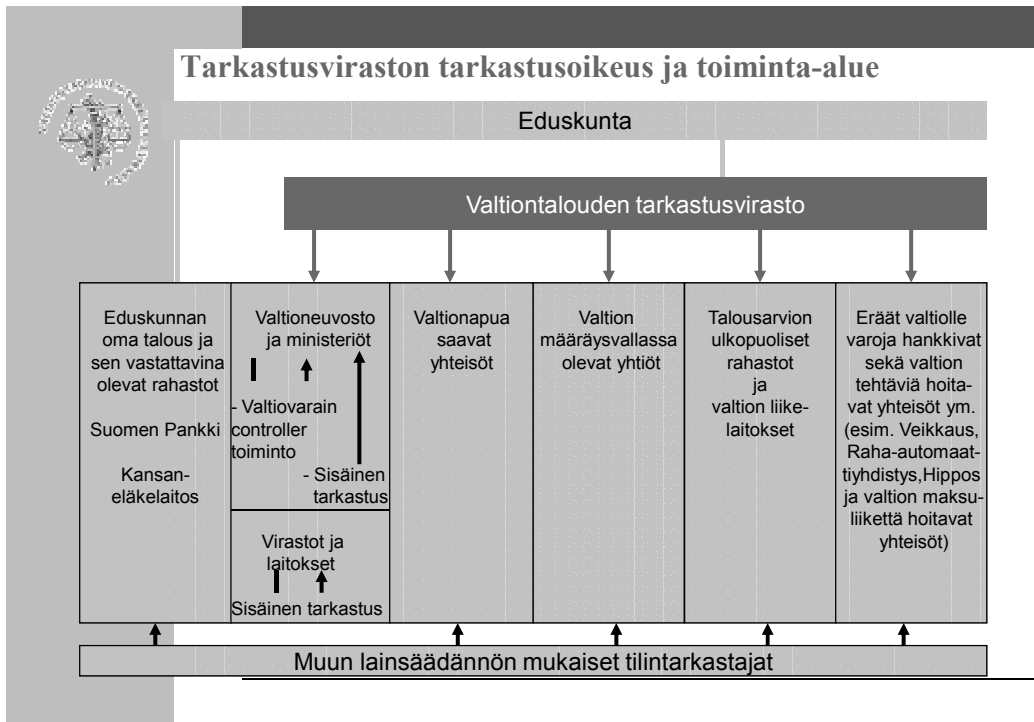 Tarkastusviraston tarkastusoikeus ja toiminta-alue
Eduskunta
Valtiontalouden tarkastusvirasto
Eduskunnan
oma talous ja
sen vastattavina
olevat rahastot
Suomen Pankki
Kansan-
eläkelaitos
Valtioneuvosto
ja ministeriöt
- Valtiovarain
controller
toiminto
- Sisäinen
tarkastus
Virastot ja
laitokset
Sisäinen tarkastus
Valtionapua
saavat
yhteisöt
Valtion
määräysvallassa
olevat yhtiöt
Talousarvion
ulkopuoliset
rahastot
ja
valtion liike-
laitokset
Eräät valtiolle
varoja hankkivat
sekä valtion
tehtäviä hoita-
vat yhteisöt ym.
(esim. Veikkaus,
Raha-automaat-
tiyhdistys,Hippos
ja valtion maksu-
liikettä hoitavat
yhteisöt)
Muun lainsäädännön mukaiset tilintarkastajat